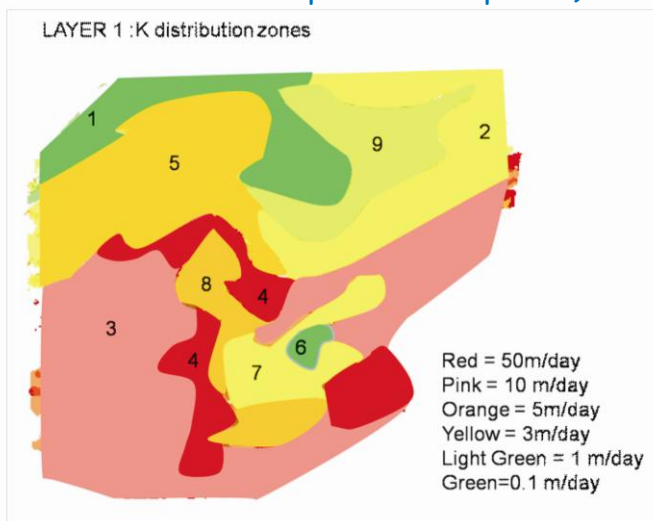 LAYER 1 :K distribution zones
1
2
9
5
8
4
3
6
4
7
Red = 50m/day
Pink = 10 m/day
Orange = 5m/day
Yellow = 3m/day
Light Green = 1 m/day
Green=0.1 m/day